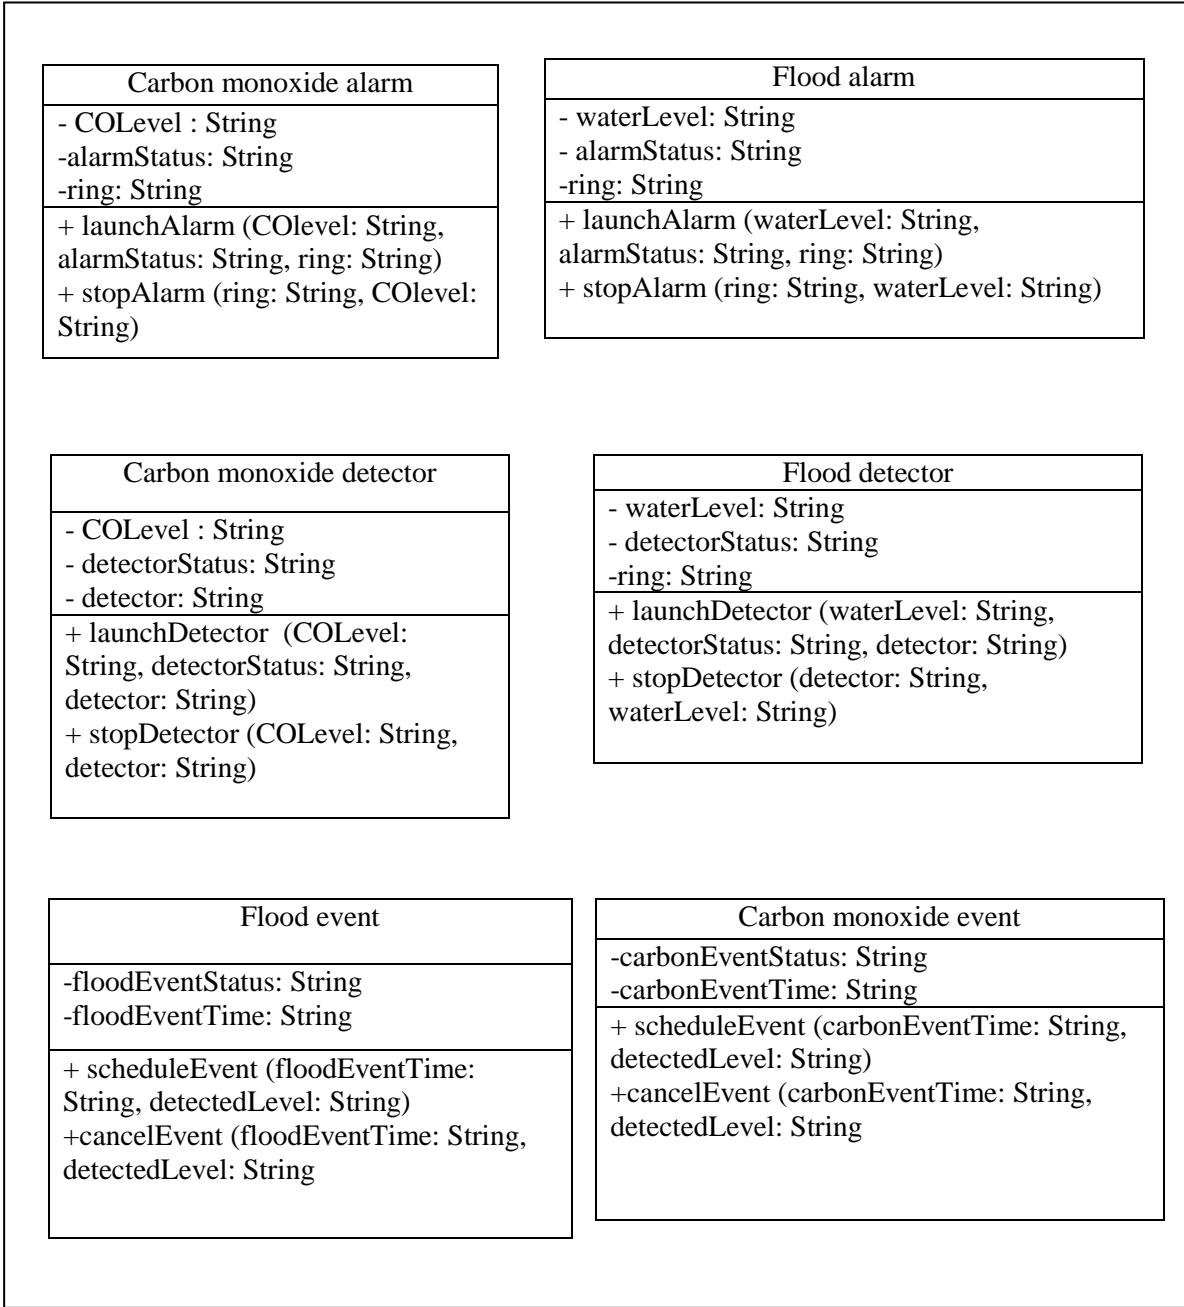 Carbon monoxide alarm
- COLevel : String
-alarmStatus: String
-ring: String
+ launchAlarm (COlevel: String,
alarmStatus: String, ring: String)
+ stopAlarm (ring: String, COlevel:
String)
Flood alarm
- waterLevel: String
- alarmStatus: String
-ring: String
+ launchAlarm (waterLevel: String,
alarmStatus: String, ring: String)
+ stopAlarm (ring: String, waterLevel: String)
Carbon monoxide detector
- COLevel : String
- detectorStatus: String
- detector: String
+ launchDetector  (COLevel:
String, detectorStatus: String,
detector: String)
+ stopDetector (COLevel: String,
detector: String)
Flood detector
- waterLevel: String
- detectorStatus: String
-ring: String
+ launchDetector (waterLevel: String,
detectorStatus: String, detector: String)
+ stopDetector (detector: String,
waterLevel: String)
Flood event
-floodEventStatus: String
-floodEventTime: String
+ scheduleEvent (floodEventTime:
String, detectedLevel: String)
+cancelEvent (floodEventTime: String,
detectedLevel: String
Carbon monoxide event
-carbonEventStatus: String
-carbonEventTime: String
+ scheduleEvent (carbonEventTime: String,
detectedLevel: String)
+cancelEvent (carbonEventTime: String,
detectedLevel: String